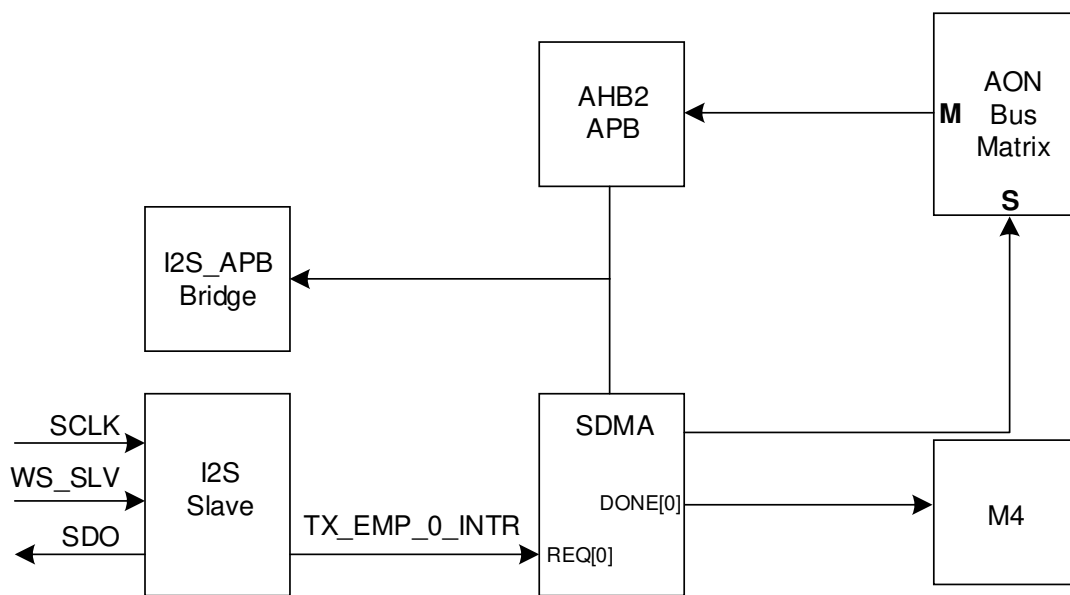 AHB2
APB
AON
Bus
M
Matrix
S
I2S_APB
Bridge
SCLK
WS_SLV
SDO
I2S
Slave
TX_EMP_0_INTR
SDMA
DONE[0]
REQ[0]
M4